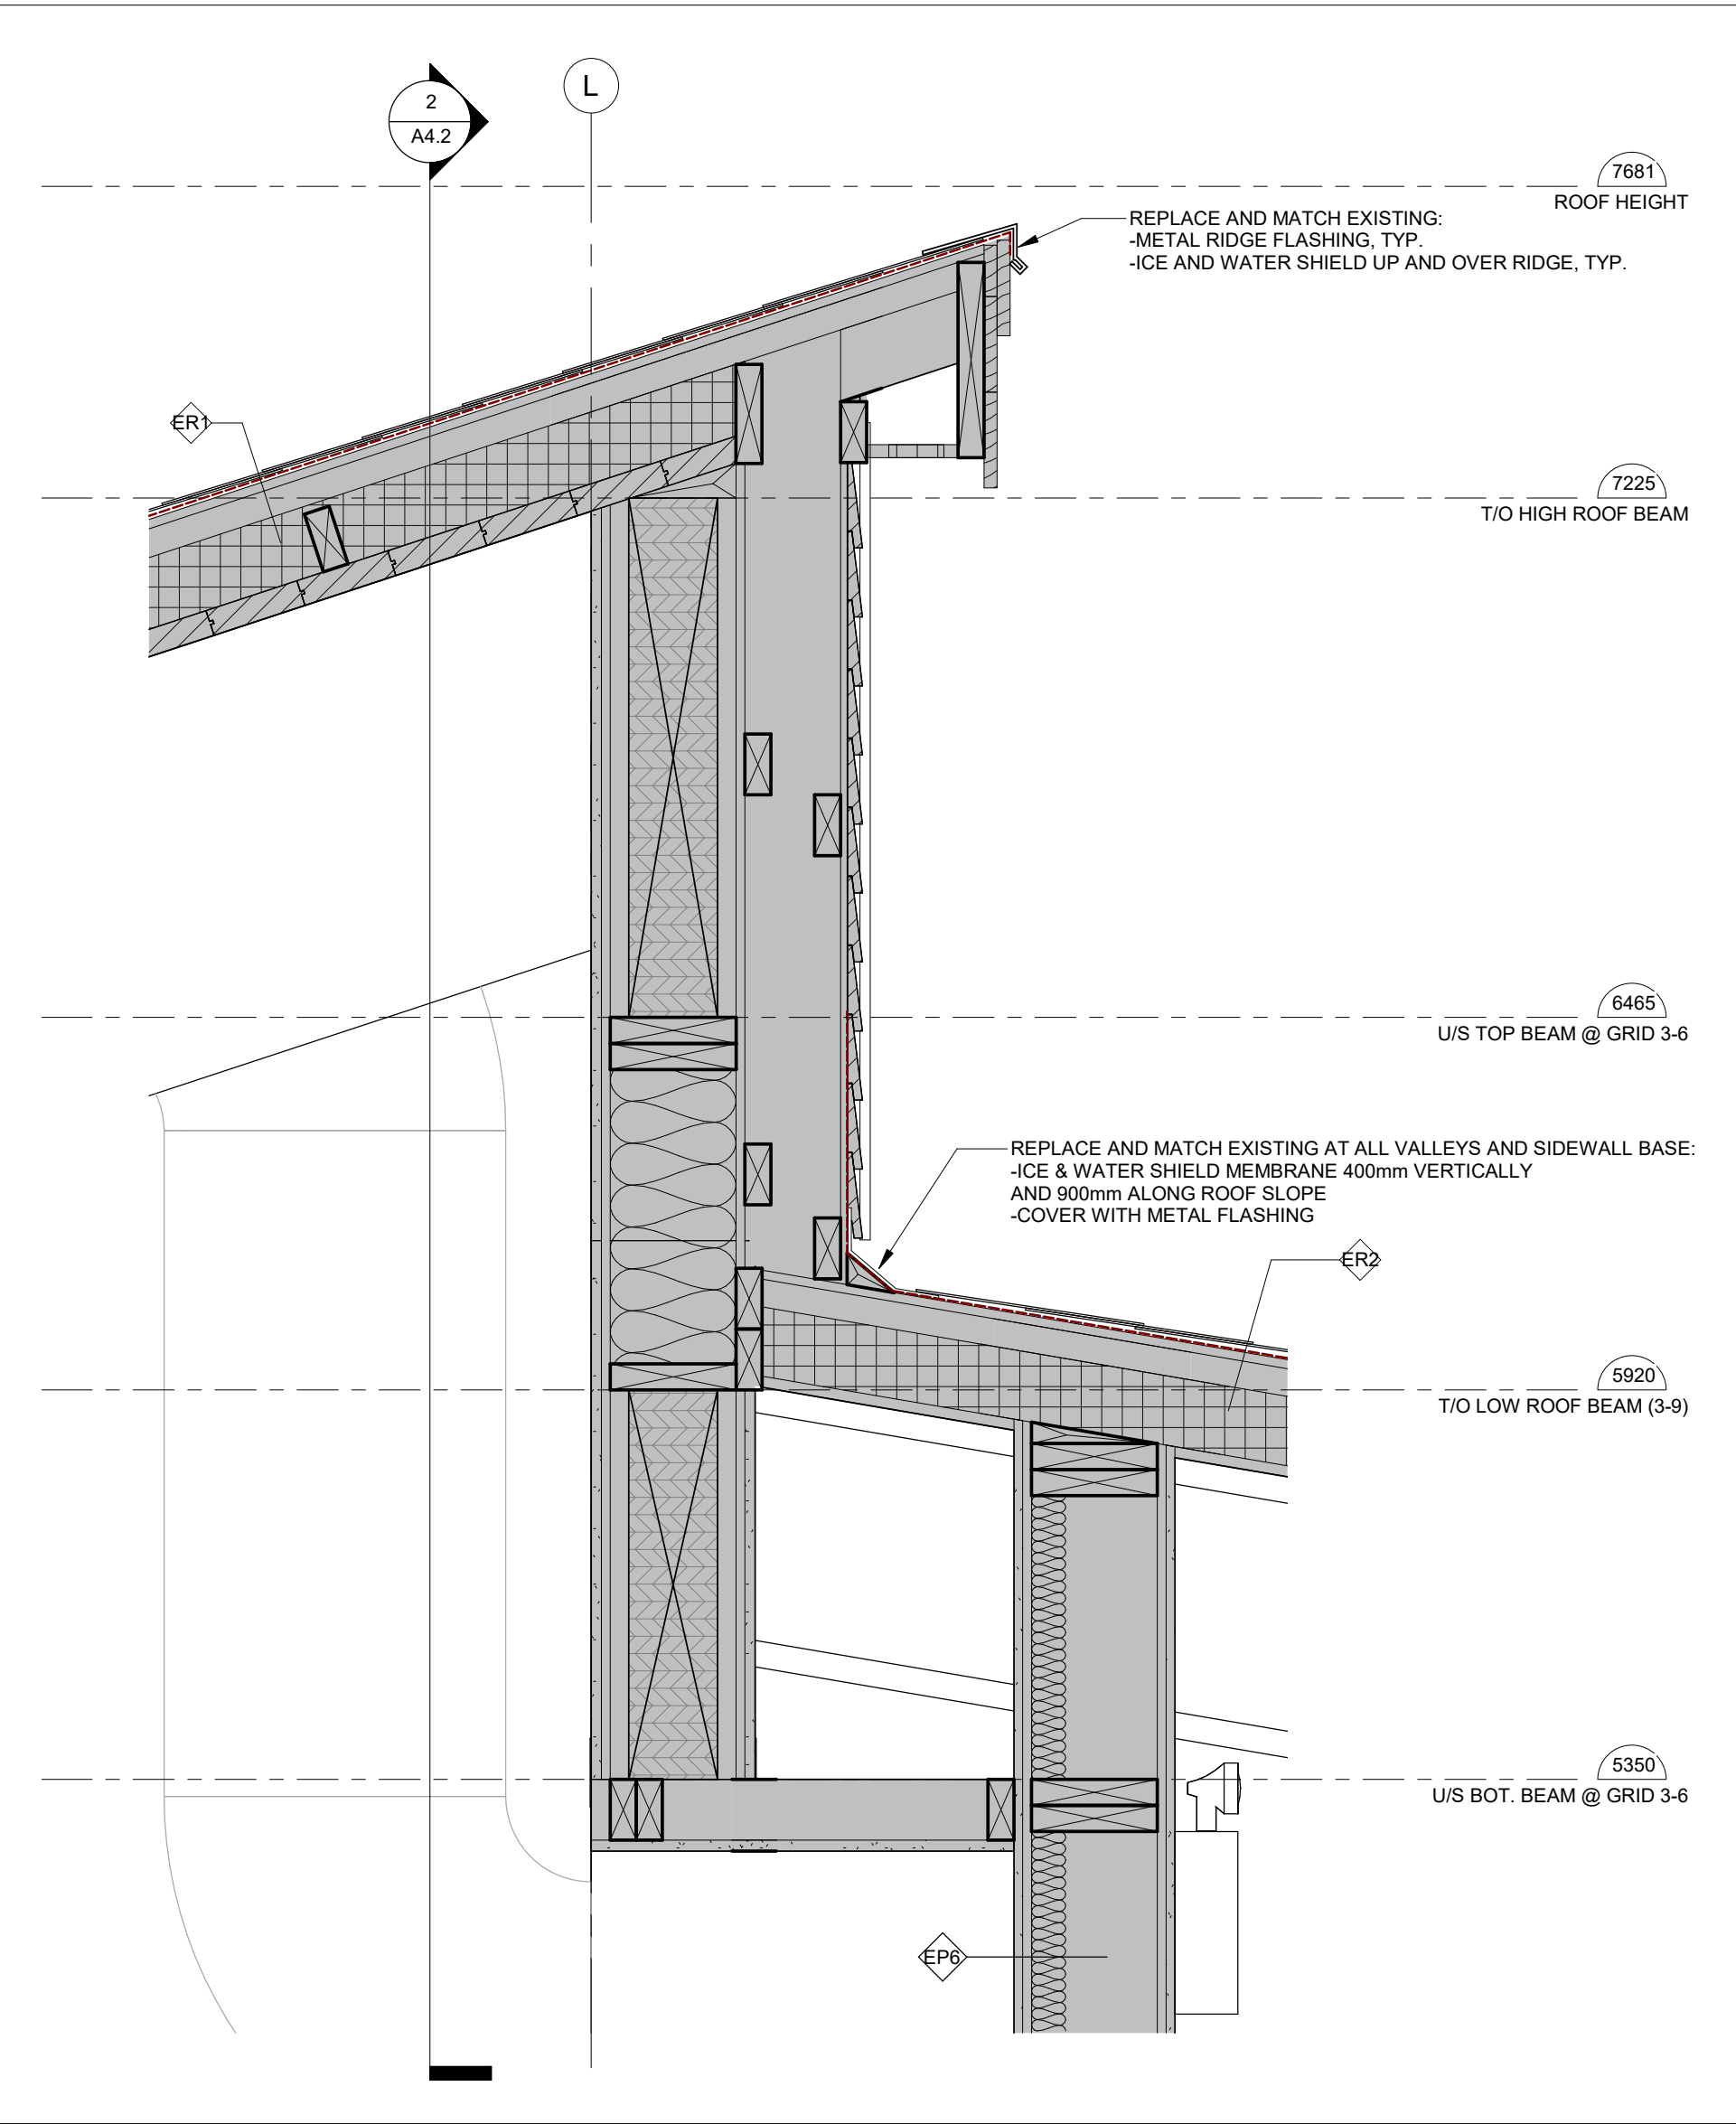 2
A4.2
L
7681
ROOF HEIGHT
REPLACE AND MATCH EXISTING:
-METAL RIDGE FLASHING, TYP.
-ICE AND WATER SHIELD UP AND OVER RIDGE, TYP.
ER1
7225
T/O HIGH ROOF BEAM
6465
U/S TOP BEAM @ GRID 3-6
REPLACE AND MATCH EXISTING AT ALL VALLEYS AND SIDEWALL BASE:
-ICE & WATER SHIELD MEMBRANE 400mm VERTICALLY
AND 900mm ALONG ROOF SLOPE
-COVER WITH METAL FLASHING
ER2
5920
T/O LOW ROOF BEAM (3-9)
5350
U/S BOT. BEAM @ GRID 3-6
EP6